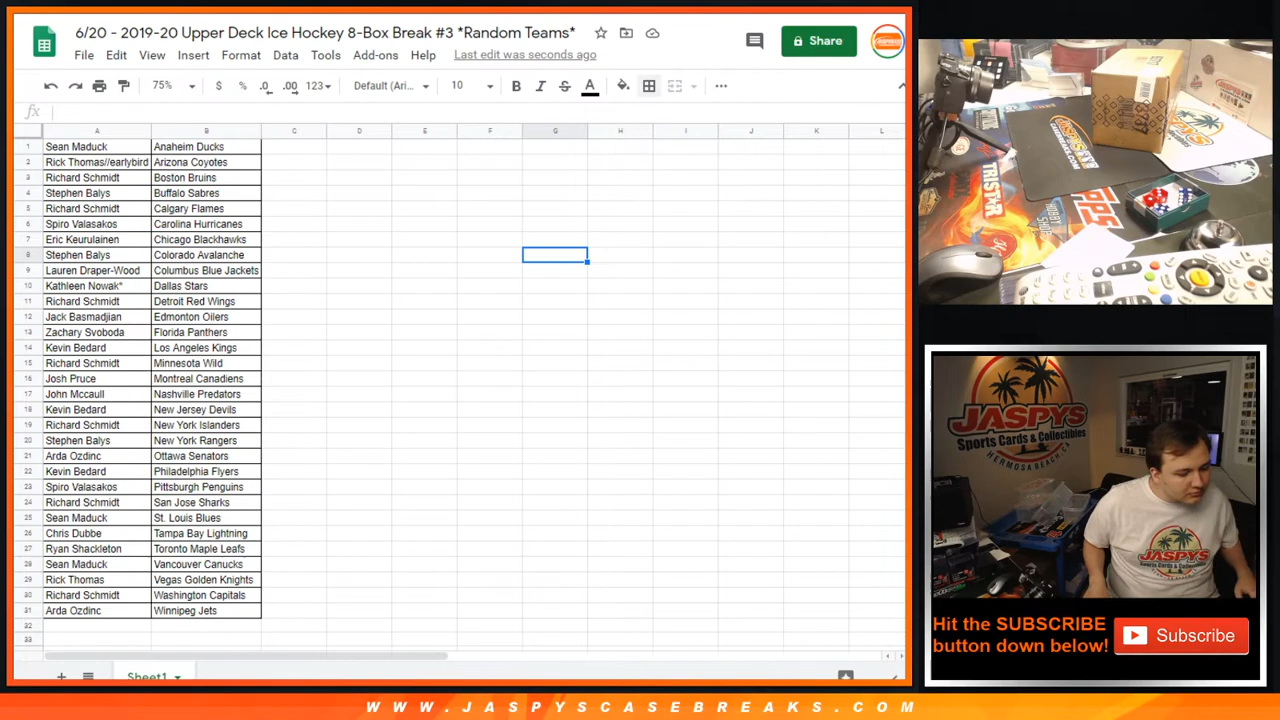 6/20 - 2019-20 Upper Deck Ice Hockey 8-Box Break #3 *Random Teams*
File Edit View Insert Format Data Tools Add-ons Help Last edit was seconds ago
Share
75% $ % .0 .00 123 Default (Ari... 10 B I S A
fx
A B C D E F G H I J K L
1 Sean Maduck Anaheim Ducks
2 Rick Thomas//earlybird Arizona Coyotes
3 Richard Schmidt Boston Bruins
4 Stephen Balys Buffalo Sabres
5 Richard Schmidt Calgary Flames
6 Spiro Valasakos Carolina Hurricanes
7 Eric Keurulainen Chicago Blackhawks
8 Stephen Balys Colorado Avalanche
9 Lauren Draper-Wood Columbus Blue Jackets
10 Kathleen Nowak* Dallas Stars
11 Richard Schmidt Detroit Red Wings
12 Jack Basmadjian Edmonton Oilers
13 Zachary Svoboda Florida Panthers
14 Kevin Bedard Los Angeles Kings
15 Richard Schmidt Minnesota Wild
16 Josh Pruce Montreal Canadiens
17 John Mccaull Nashville Predators
18 Kevin Bedard New Jersey Devils
19 Richard Schmidt New York Islanders
20 Stephen Balys New York Rangers
21 Arda Ozdinc Ottawa Senators
22 Kevin Bedard Philadelphia Flyers
23 Spiro Valasakos Pittsburgh Penguins
24 Richard Schmidt San Jose Sharks
25 Sean Maduck St. Louis Blues
26 Chris Dubbe Tampa Bay Lightning
27 Ryan Shackleton Toronto Maple Leafs
28 Sean Maduck Vancouver Canucks
29 Rick Thomas Vegas Golden Knights
30 Richard Schmidt Washington Capitals
31 Arda Ozdinc Winnipeg Jets
32
33
Sheet1
JASPYS
CASEBREAKS.COM
TRISTAR
HOBBY SHOP
Topps
JASPYS
Sports Cards & Collectibles
HERMOSA BEACH, CA
JASPYS
Hit the SUBSCRIBE
button down below!
Subscribe
WWW.JASPYSCASEBREAKS.COM